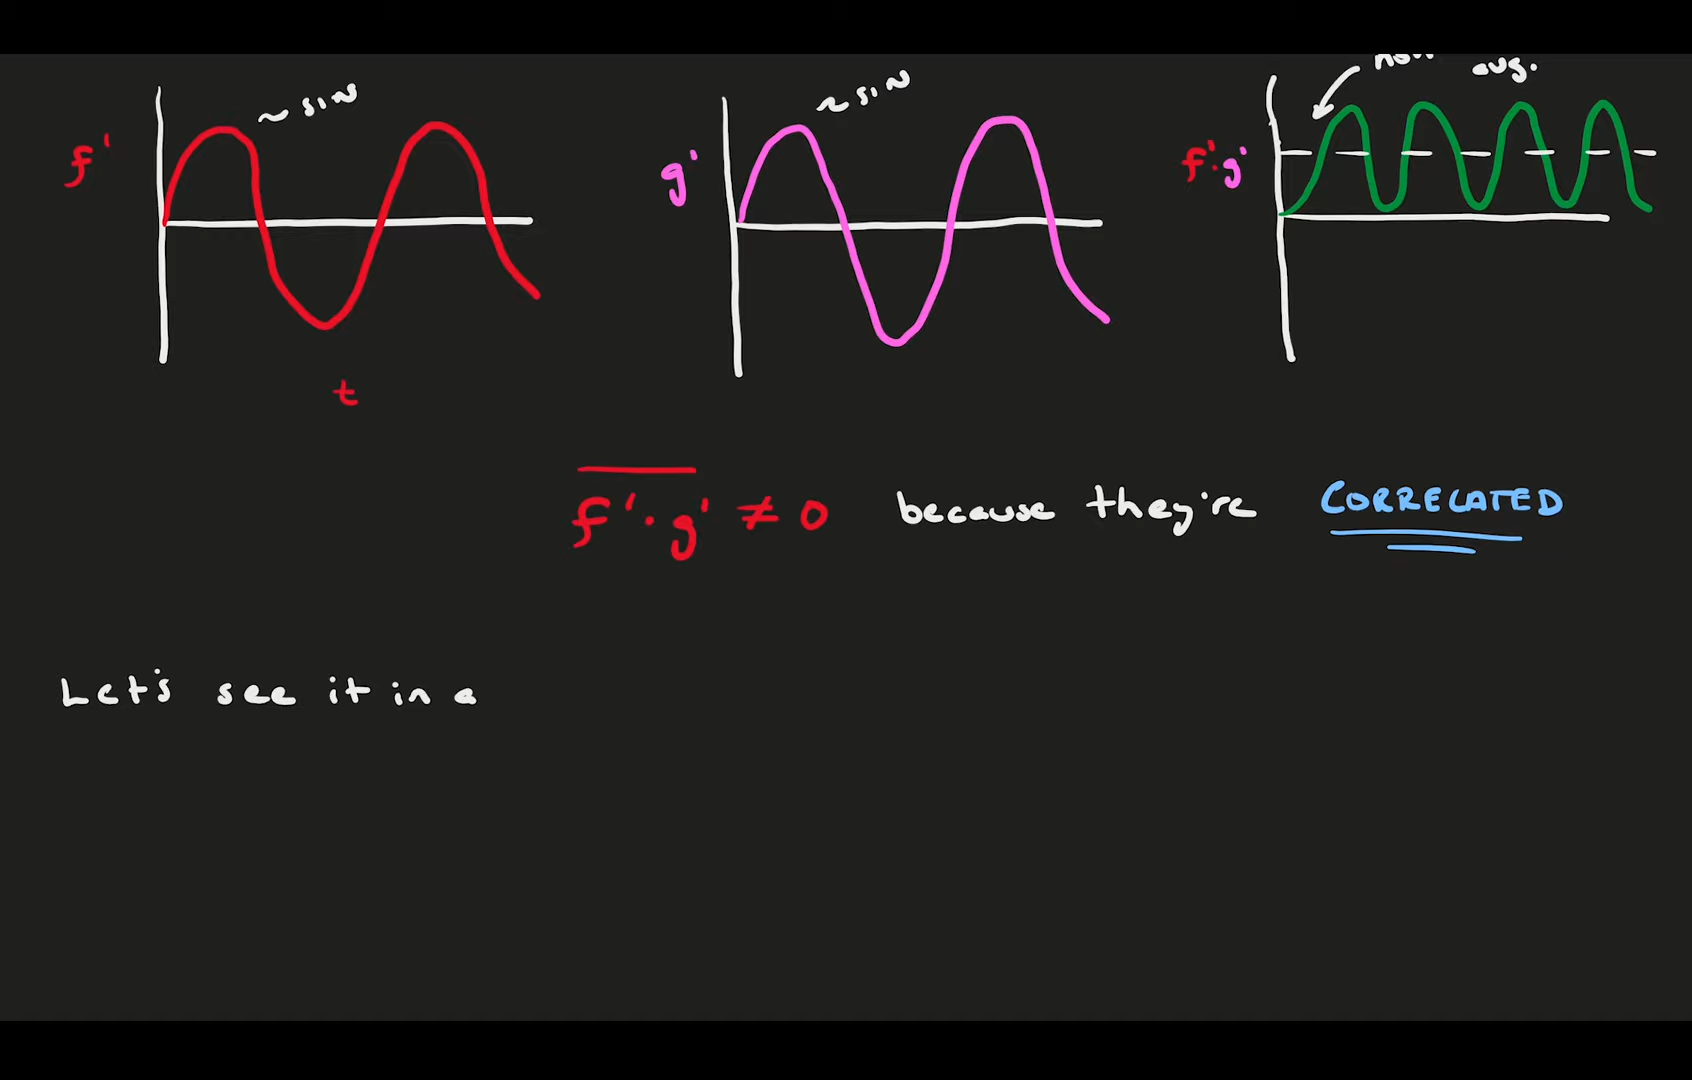 ~ sin
~ sin
avg.
f'
g'
f'·g'
t
f'·g' ≠ 0 because they're CORRELATED
Let's see it in a